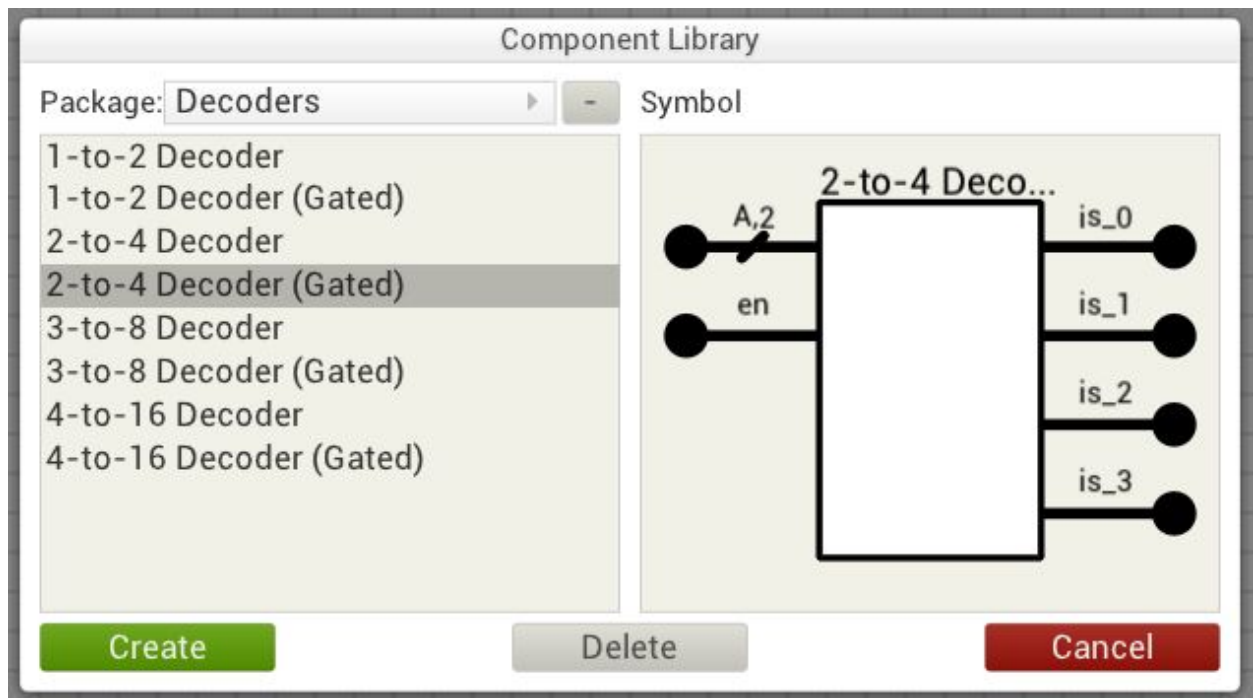 Component Library
Package: Decoders
-
Symbol
1-to-2 Decoder
1-to-2 Decoder (Gated)
2-to-4 Decoder
2-to-4 Decoder (Gated)
3-to-8 Decoder
3-to-8 Decoder (Gated)
4-to-16 Decoder
4-to-16 Decoder (Gated)
2-to-4 Deco...
A,2
en
is_0
is_1
is_2
is_3
Create
Delete
Cancel